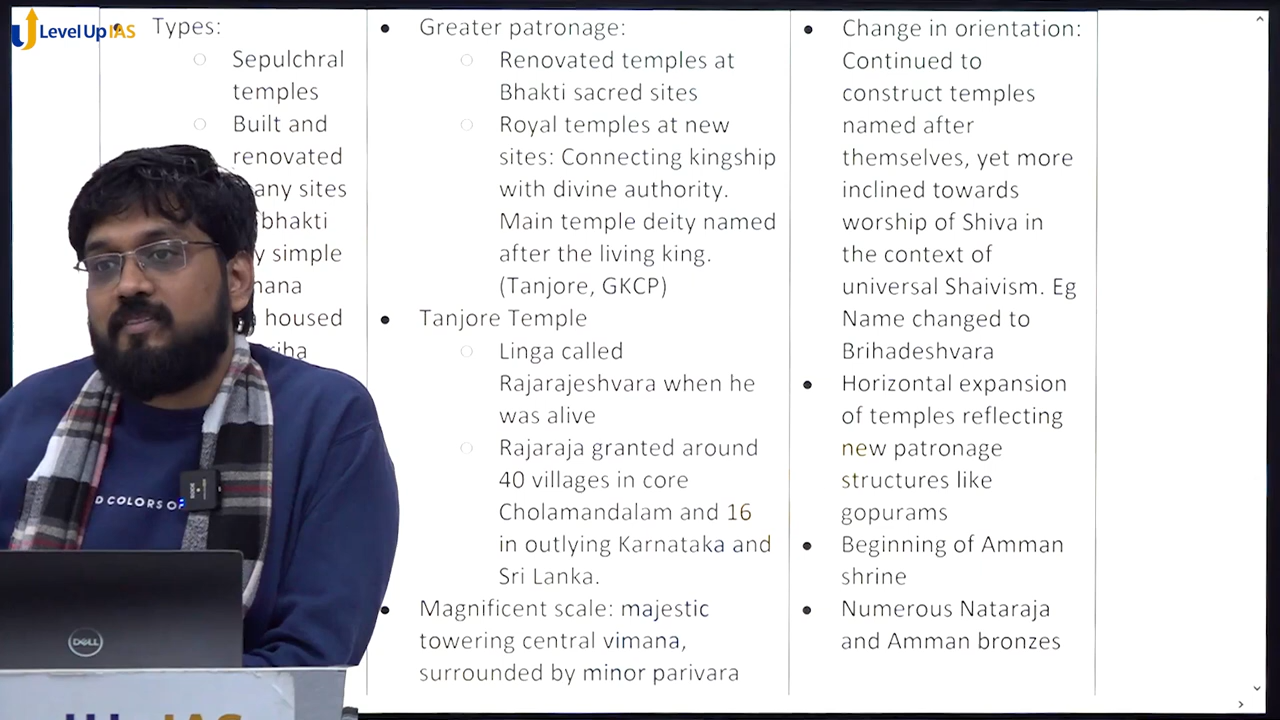 LevelUp IAS
Types:
Sepulchral
temples
Built and
renovated
any sites
bhakti
y simple
housed
Greater patronage:
Renovated temples at
Bhakti sacred sites
Royal temples at new
sites: Connecting kingship
with divine authority.
Main temple deity named
after the living king.
(Tanjore, GKCP)
Tanjore Temple
Linga called
Rajarajeshvara when he
was alive
Rajaraja granted around
40 villages in core
Cholamandalam and 16
in outlying Karnataka and
Sri Lanka.
Magnificent scale: majestic
towering central vimana,
surrounded by minor parivara
Change in orientation:
Continued to
construct temples
named after
themselves, yet more
inclined towards
worship of Shiva in
the context of
universal Shaivism. Eg
Name changed to
Brihadeshvara
Horizontal expansion
of temples reflecting
new patronage
structures like
gopurams
Beginning of Amman
shrine
Numerous Nataraja
and Amman bronzes
D COLORS OF
DELL